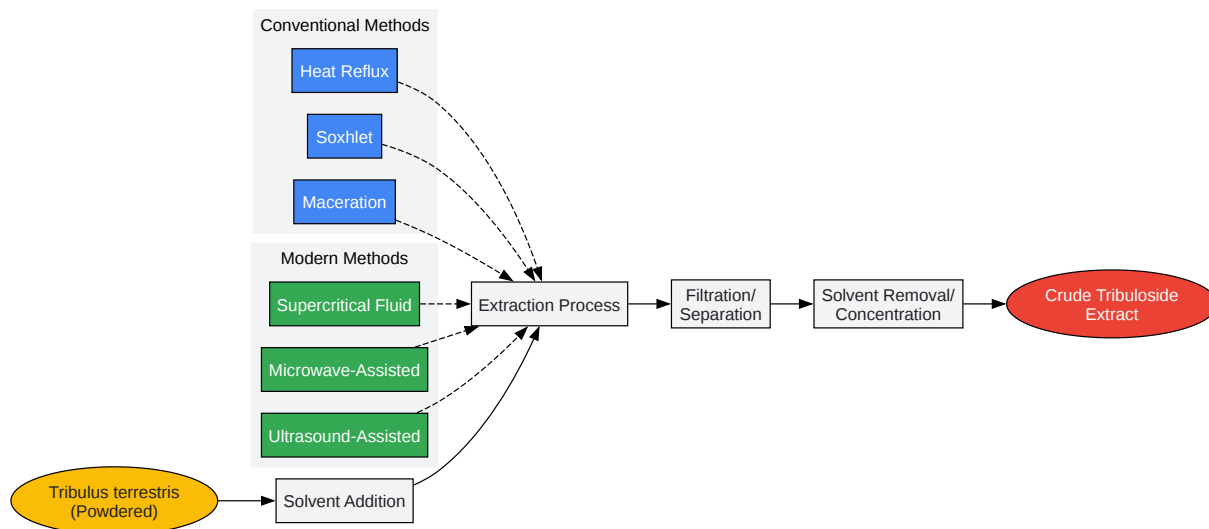 Conventional Methods
Heat Reflux
Soxhlet
Maceration
Modern Methods
Supercritical Fluid
Microwave-Assisted
Ultrasound-Assisted
Tribulus terrestris
(Powdered)
Solvent Addition
Extraction Process
Filtration/
Separation
Solvent Removal/
Concentration
Crude Tribuloside
Extract